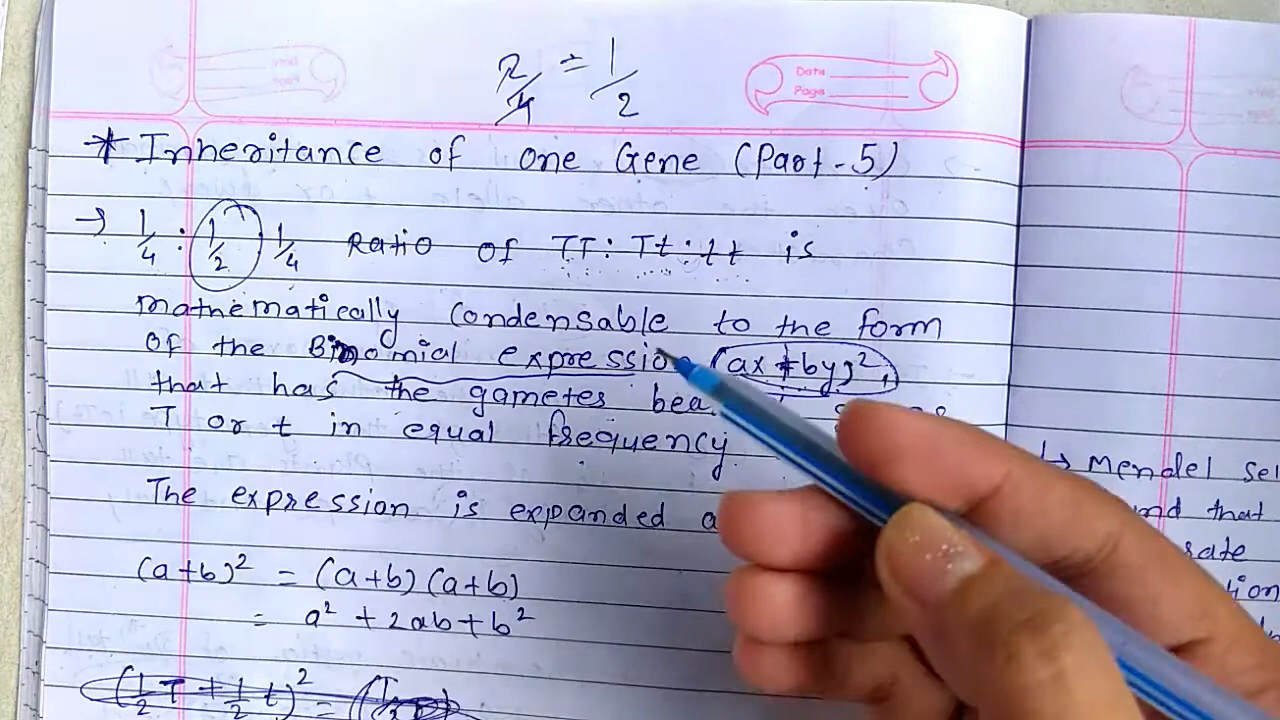 2/4 = 1/2
Data
Page
* Inheritance of one Gene (Part-5)
→ 1/4 : 1/2 : 1/4 Ratio of TT : Tt : tt is
mathematically condensable to the form
of the Binomial expression (ax+by)²,
that has the gametes
T or t in equal frequency.
The expression is expanded
(a+b)² = (a+b) (a+b)
= a² + 2ab + b²
(1/2 T + 1/2 t)² =
↳ Mendel
that